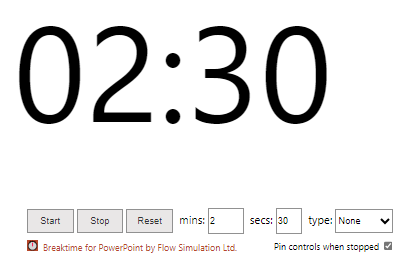 02:30
Start Stop Reset mins: 2 secs: 30 type: None
Breaktime for PowerPoint by Flow Simulation Ltd. Pin controls when stopped